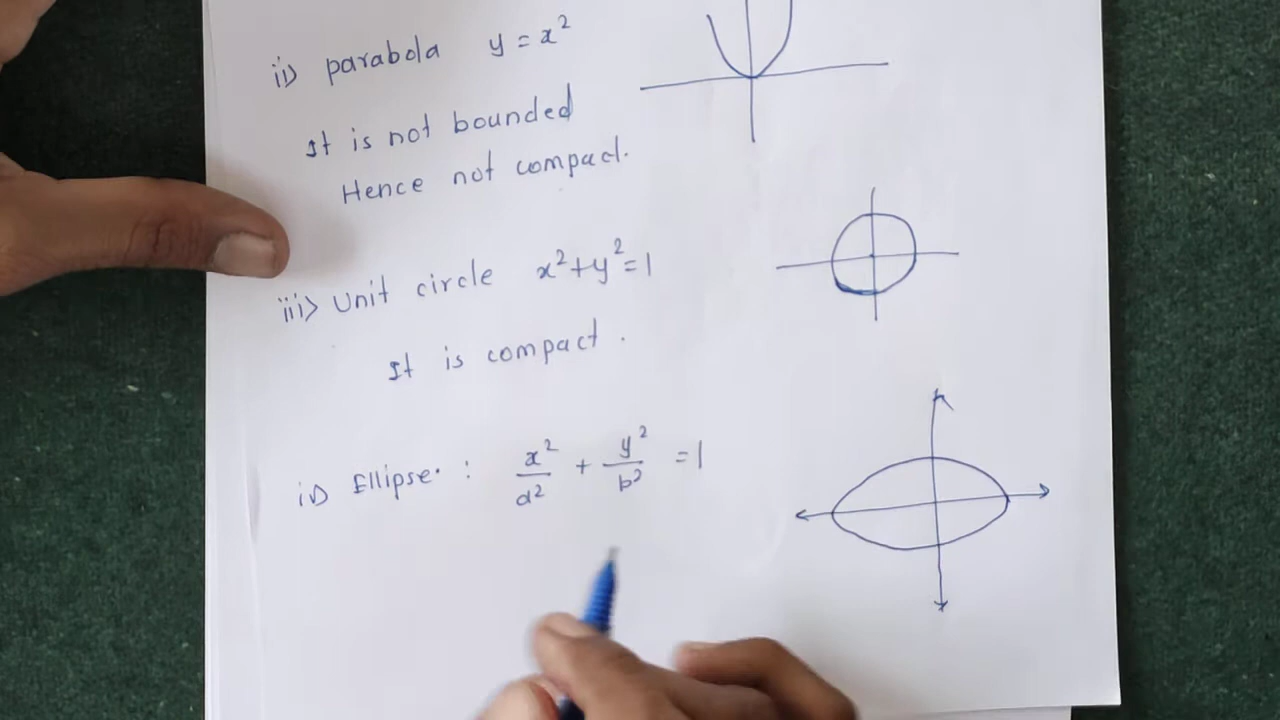 ii) parabola y = x²
It is not bounded
Hence not compact.
iii) Unit circle x²+y²=1
It is compact.
iv) Ellipse : x²/a² + y²/b² = 1